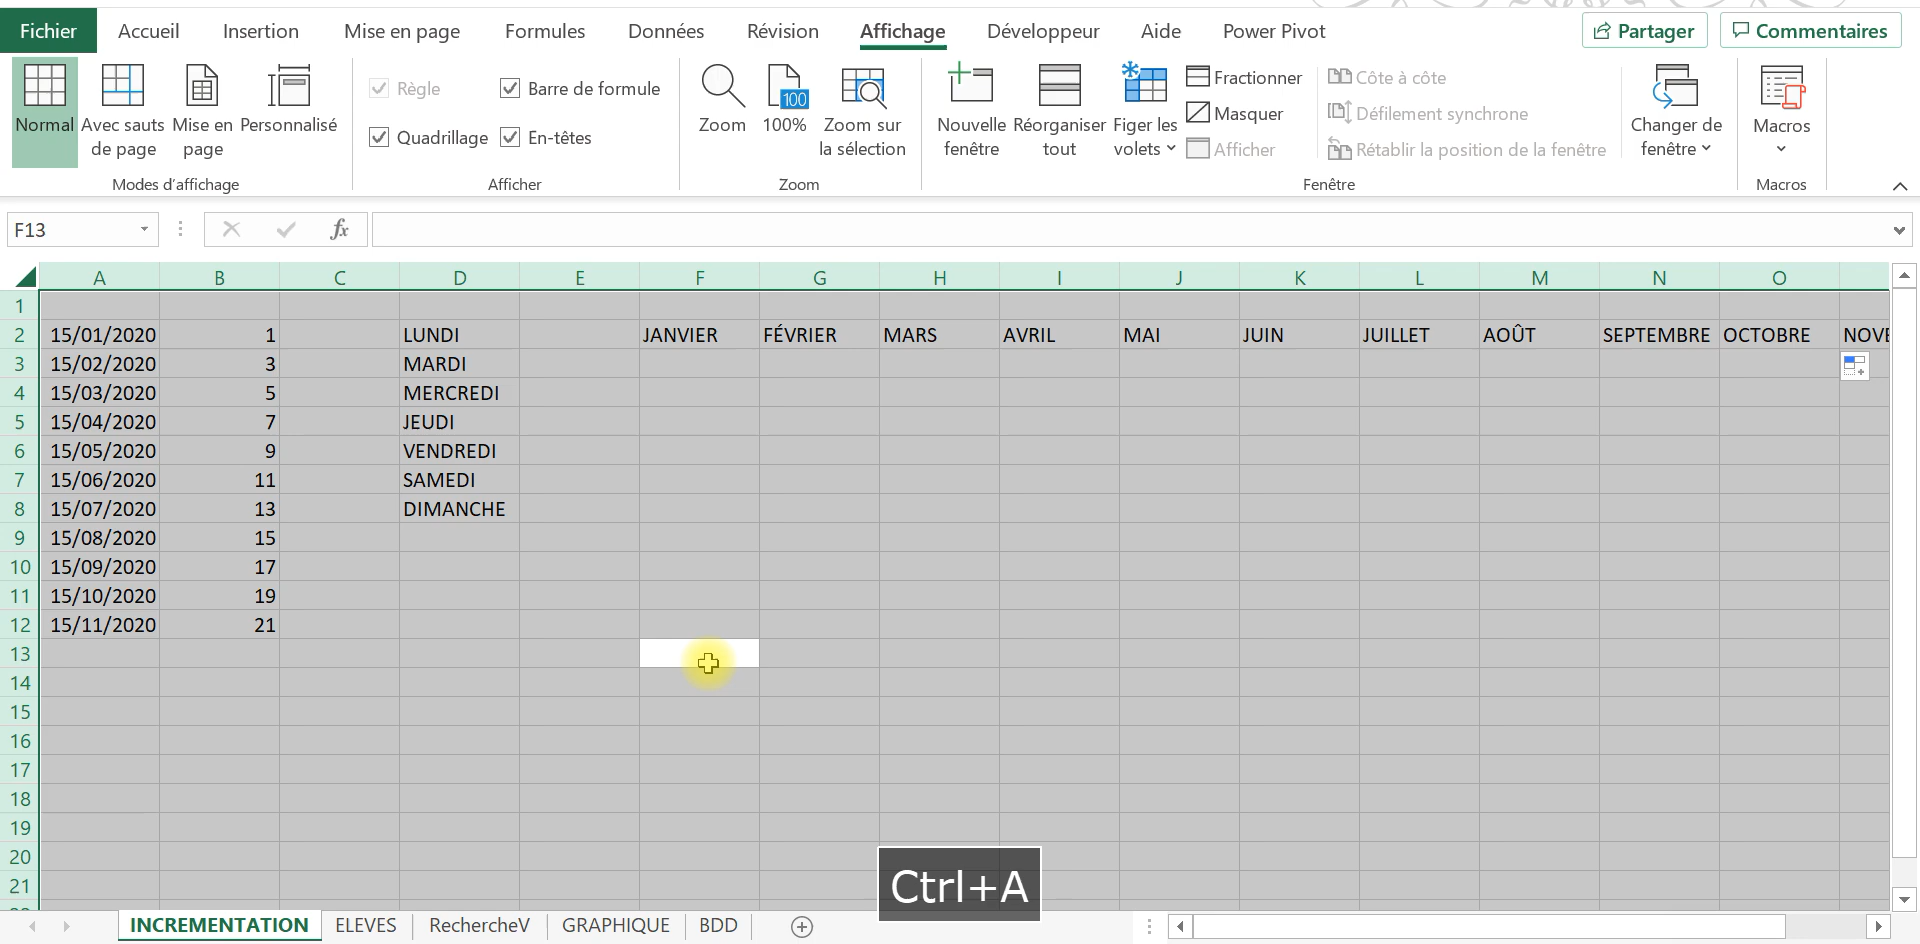 Fichier Accueil Insertion Mise en page Formules Données Révision Affichage Développeur Aide Power Pivot Partager Commentaires
Normal Avec sauts de page Mise en page Personnalisé
Règle Barre de formule
Quadrillage En-têtes
Zoom 100% Zoom sur la sélection
100
Nouvelle fenêtre Réorganiser tout Figer les volets
Fractionner
Masquer
Afficher
Côte à côte
Défilement synchrone
Rétablir la position de la fenêtre
Changer de fenêtre
Macros
Modes d'affichage Afficher Zoom Fenêtre Macros
F13 fx
A B C D E F G H I J K L M N O
1
2 15/01/2020 1 LUNDI JANVIER FÉVRIER MARS AVRIL MAI JUIN JUILLET AOÛT SEPTEMBRE OCTOBRE NOVE
3 15/02/2020 3 MARDI
4 15/03/2020 5 MERCREDI
5 15/04/2020 7 JEUDI
6 15/05/2020 9 VENDREDI
7 15/06/2020 11 SAMEDI
8 15/07/2020 13 DIMANCHE
9 15/08/2020 15
10 15/09/2020 17
11 15/10/2020 19
12 15/11/2020 21
13
14
15
16
17
18
19
20
21
Ctrl+A
INCREMENTATION ELEVES RechercheV GRAPHIQUE BDD